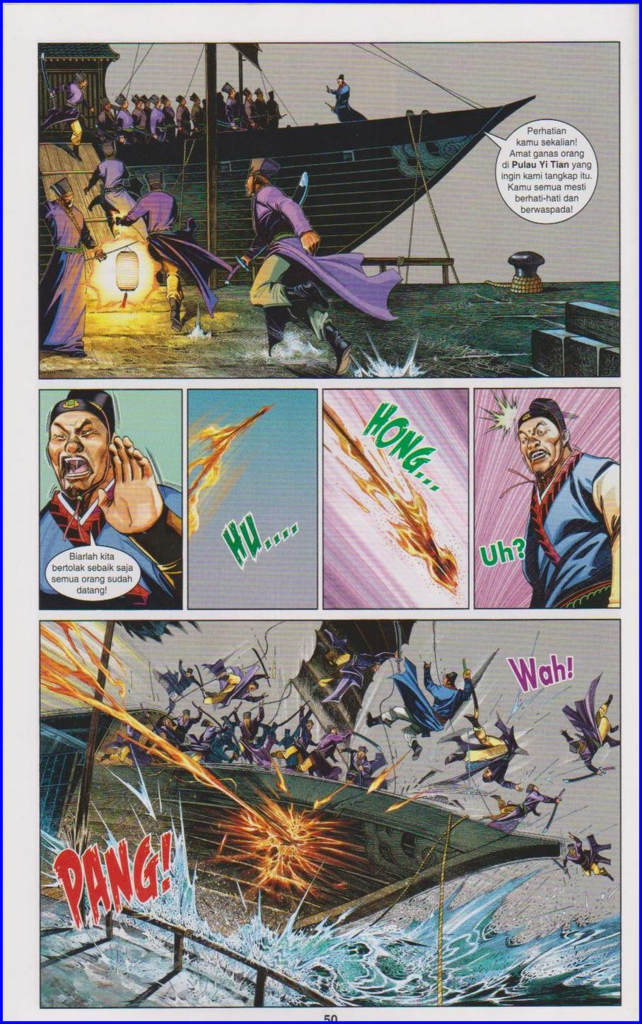 Perhatian
kamu sekalian!
Amat ganas orang
di Pulau Yi Tian yang
ingin kami tangkap itu.
Kamu semua mesti
berhati-hati dan
berwaspada!
Biarlah kita
bertolak sebaik saja
semua orang sudah
datang!
HU....
HONG...
Uh?
Wah!
PANG!
50